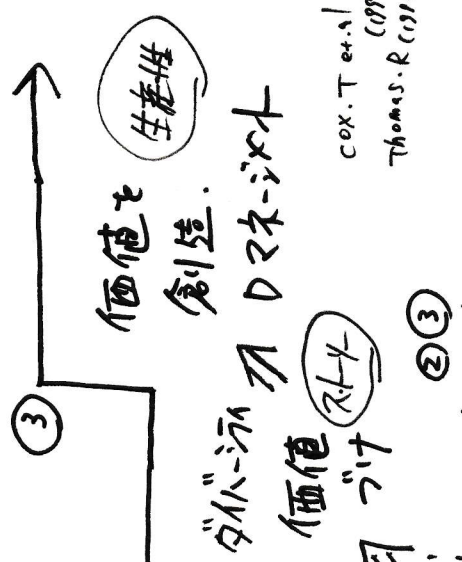 ③
価値を
創造.
生産性
ダイバーシティ
価値
づけ
ストーリー
Dマネージメント
②③
cox.T et.al
Thomas.R